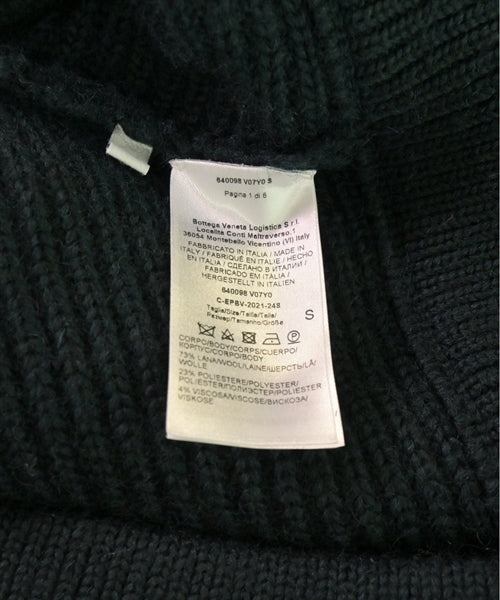 640098 V07Y0 S
Pagina 1 di 8
Bottega Veneta Logistica S.r.l.
Località Conti Maltraverso,1
36054 Montebello Vicentino (VI) Italy
FABBRICATO IN ITALIA / MADE IN
ITALY / FABRIQUÉ EN ITALIE / HECHO
EN ITALIA / СДЕЛАНО В ИТАЛИИ /
FABRICADO EM ITÁLIA /
HERGESTELLT IN ITALIEN
640098 V07Y0
C-EPBV-2021-248
Taglia/Size/Taille/Talla/
Размер/Tamanho/Größe
S
CORPO/BODY/CORPS/CUERPO/
КОРПУС/CORPO/BODY
73% LANA/WOOL/LAINE/ШЕРСТЬ/LÃ/
WOLLE
23% POLIESTERE/POLYESTER/
POLIÉSTER/ПОЛИЭСТЕР/POLYESTER
4% VISCOSA/VISCOSE/ВИСКОЗА/
VISKOSE